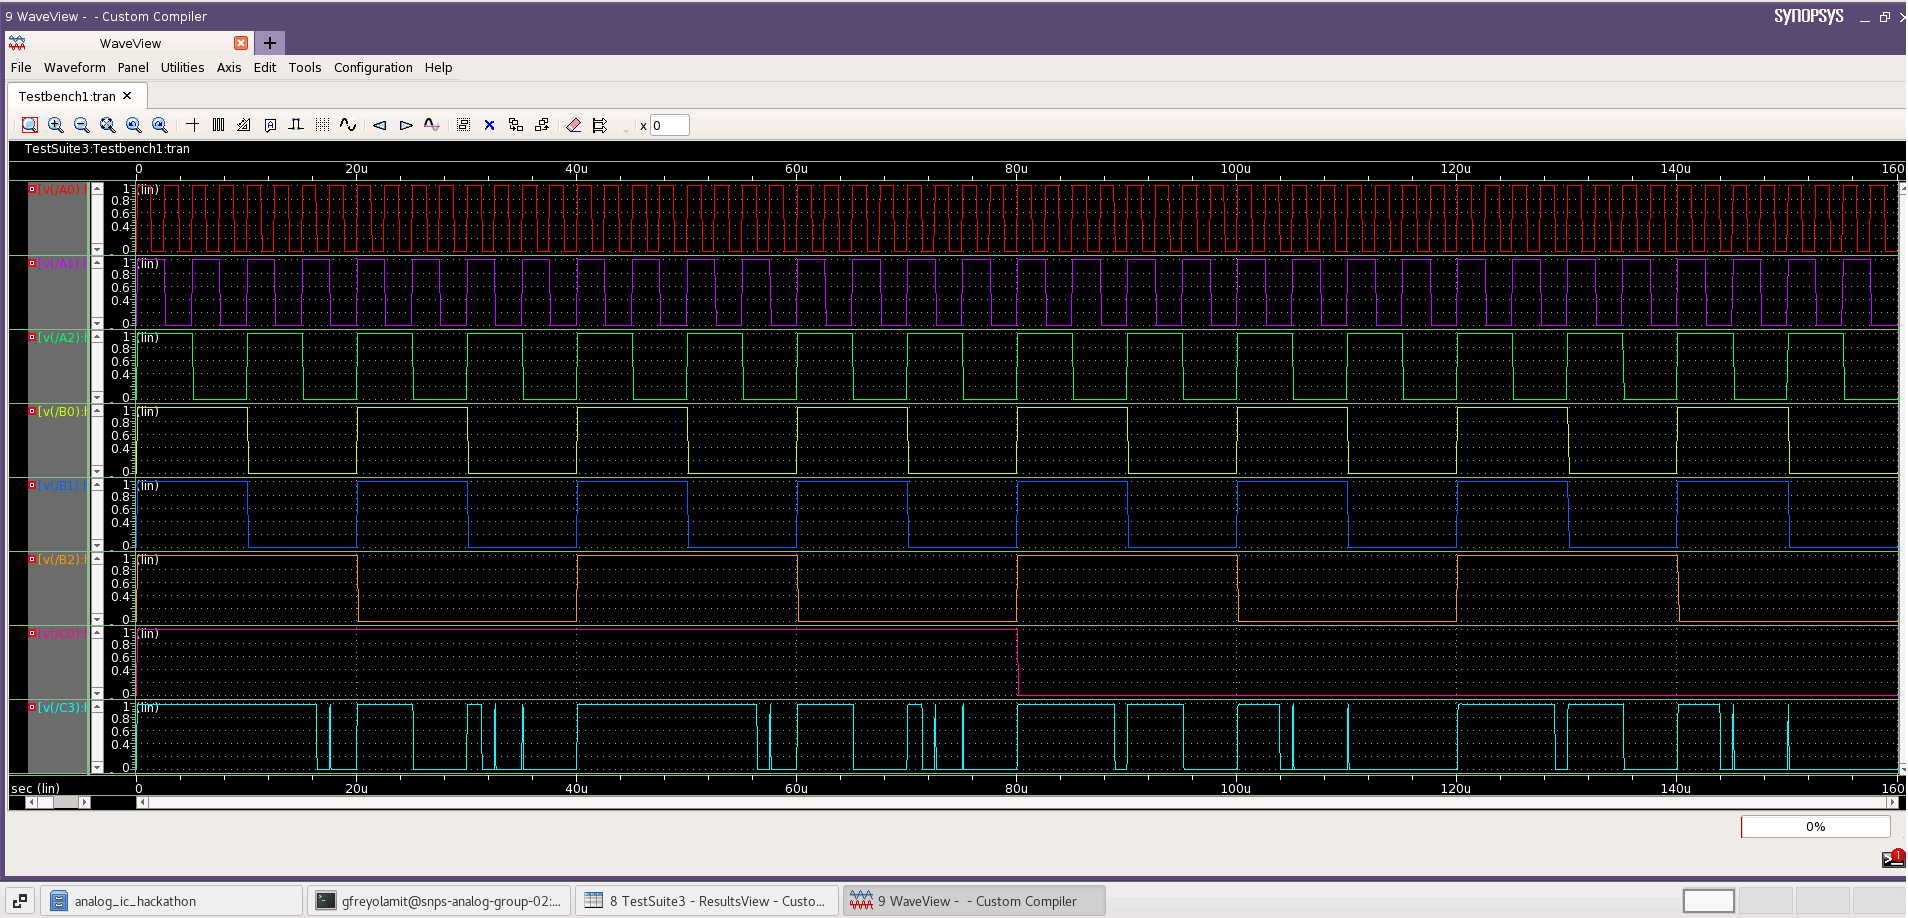 9 WaveView - - Custom Compiler
SYNOPSYS
WaveView
File Waveform Panel Utilities Axis Edit Tools Configuration Help
Testbench1:tran
x 0
TestSuite3:Testbench1:tran
0 20u 40u 60u 80u 100u 120u 140u 160
[v(/A0):
1 (lin)
0.8
0.6
0.4
0
[v(/A1):
1 (lin)
0.8
0.6
0.4
0
[v(/A2):
1 (lin)
0.8
0.6
0.4
0
[v(/B0):
1 (lin)
0.8
0.6
0.4
0
[v(/B1):
1 (lin)
0.8
0.6
0.4
0
[v(/B2):
1 (lin)
0.8
0.6
0.4
0
[v(/C0):
1 (lin)
0.8
0.6
0.4
0
[v(/C3):
1 (lin)
0.8
0.6
0.4
0
sec (lin) 0 20u 40u 60u 80u 100u 120u 140u 160
0%
1
analog_ic_hackathon
gfreyolamit@snps-analog-group-02:...
8 TestSuite3 - ResultsView - Custo...
9 WaveView - - Custom Compiler